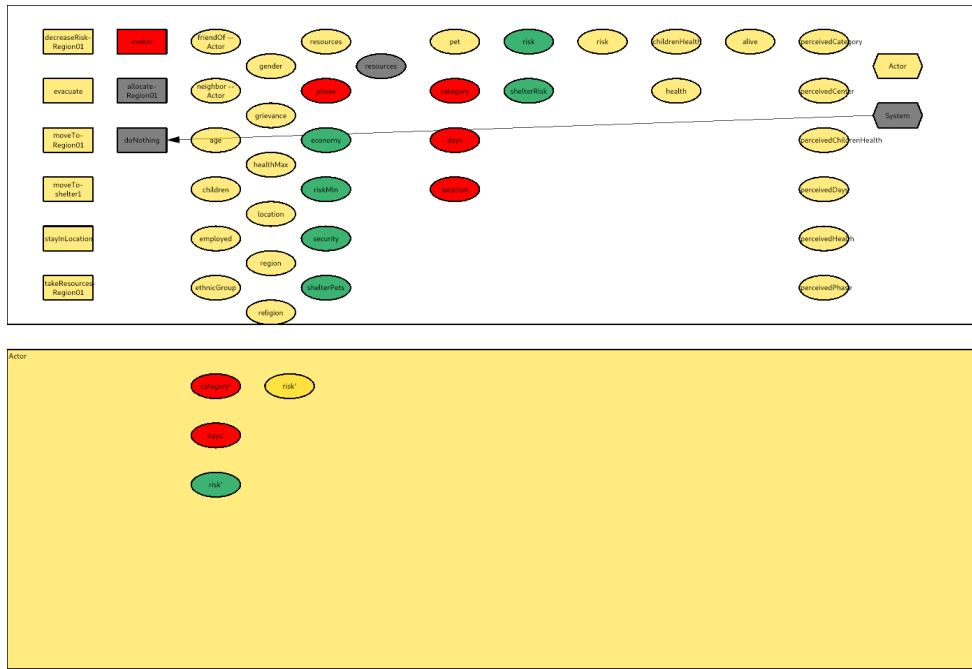 decreaseRisk-
Region01
evolve
friendOf --
Actor
resources
pet
risk
risk
childrenHealth
alive
perceivedCategory
gender
resources
Actor
evacuate
allocate-
Region01
neighbor --
Actor
phase
category
shelterRisk
health
perceivedCenter
grievance
System
moveTo-
Region01
doNothing
age
economy
days
perceivedChildrenHealth
healthMax
moveTo-
shelter1
children
riskMin
location
perceivedDays
location
stayInLocation
employed
security
perceivedHealth
region
takeResources-
Region01
ethnicGroup
shelterPets
perceivedPhase
religion
Actor
category'
risk'
days'
risk'